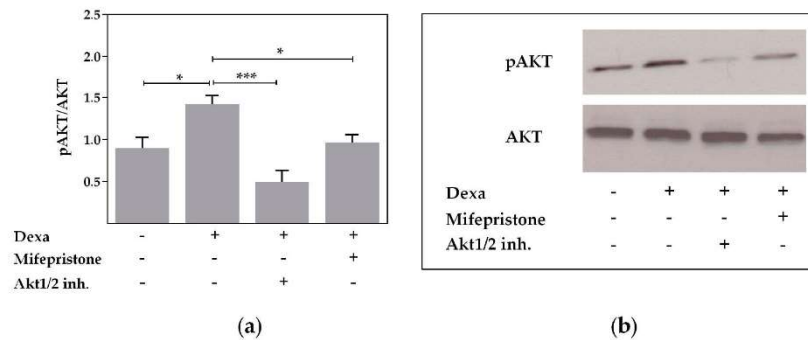 2.5
2.0
1.5
1.0
0.5
pAKT/AKT
*
*
***
Dexa - + + +
Mifepristone - - - +
Akt1/2 inh. - - + -
(a)
pAKT
AKT
Dexa - + + +
Mifepristone - - - +
Akt1/2 inh. - - + -
(b)